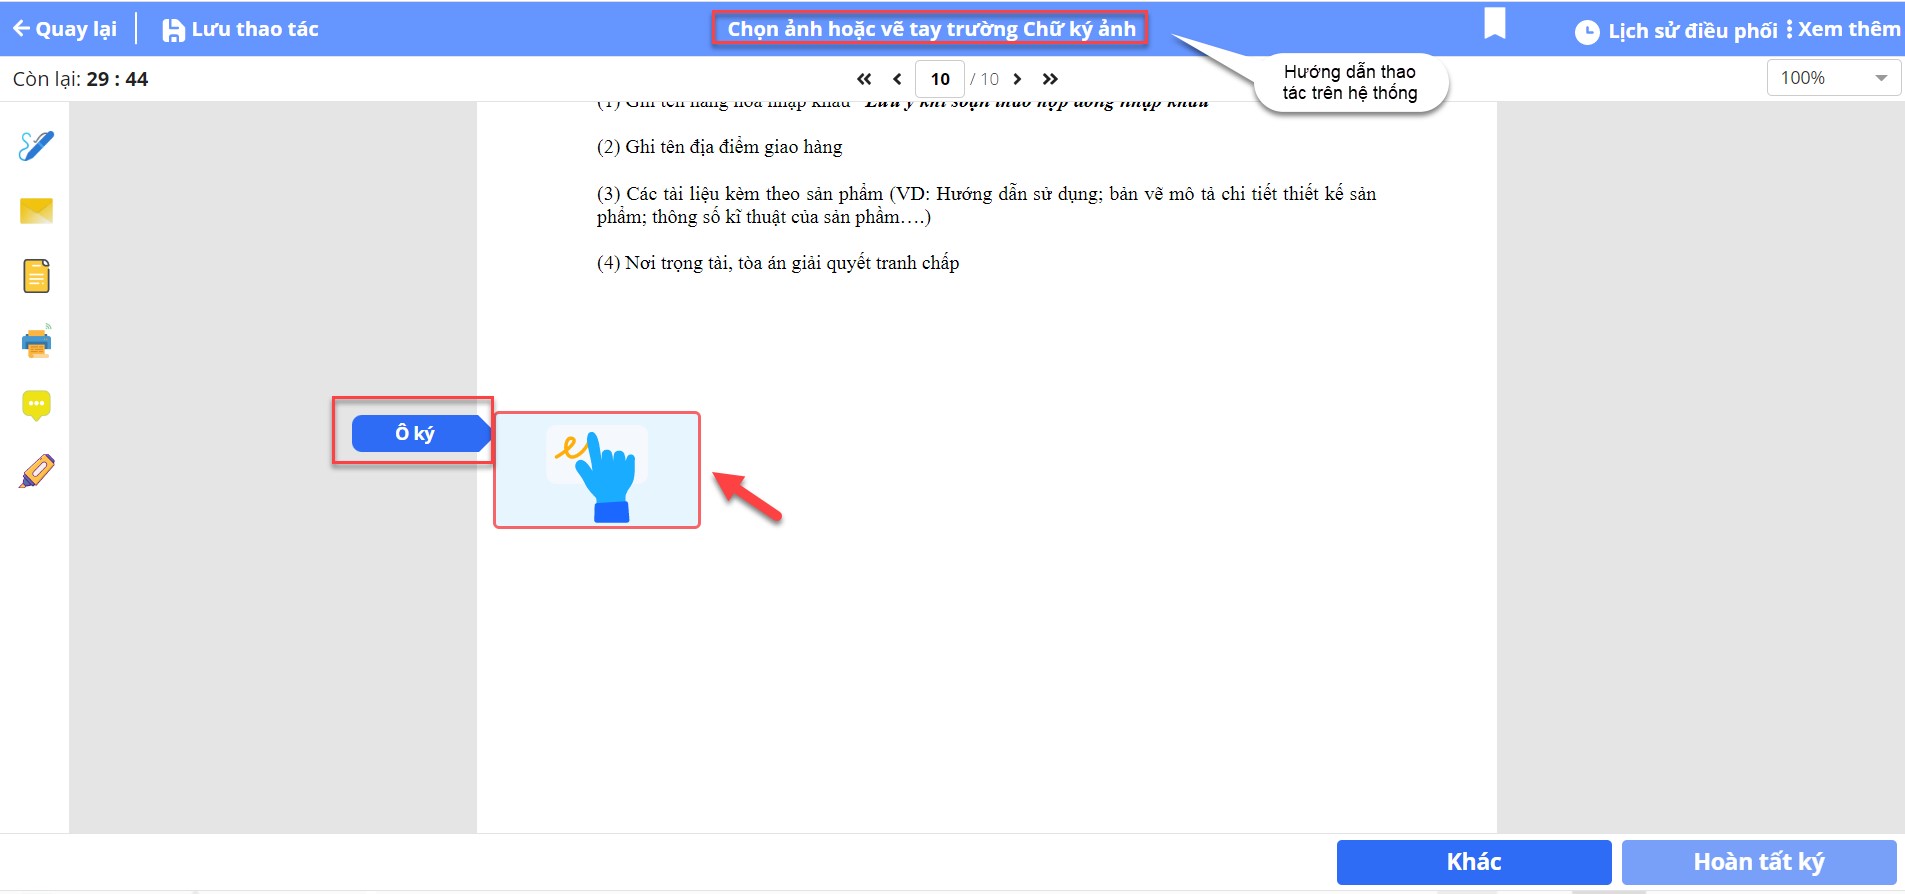 Quay lại
Lưu thao tác
Chọn ảnh hoặc vẽ tay trường Chữ ký ảnh
Lịch sử điều phối
Xem thêm
Còn lại: 29 : 44
10 / 10
Hướng dẫn thao
tác trên hệ thống
100%
(1) Ghi tên hàng hóa nhập khẩu Lưu ý khi soạn thảo hợp đồng nhập khẩu
(2) Ghi tên địa điểm giao hàng
(3) Các tài liệu kèm theo sản phẩm (VD: Hướng dẫn sử dụng; bản vẽ mô tả chi tiết thiết kế sản
phẩm; thông số kĩ thuật của sản phầm….)
(4) Nơi trọng tài, tòa án giải quyết tranh chấp
Ô ký
Khác
Hoàn tất ký